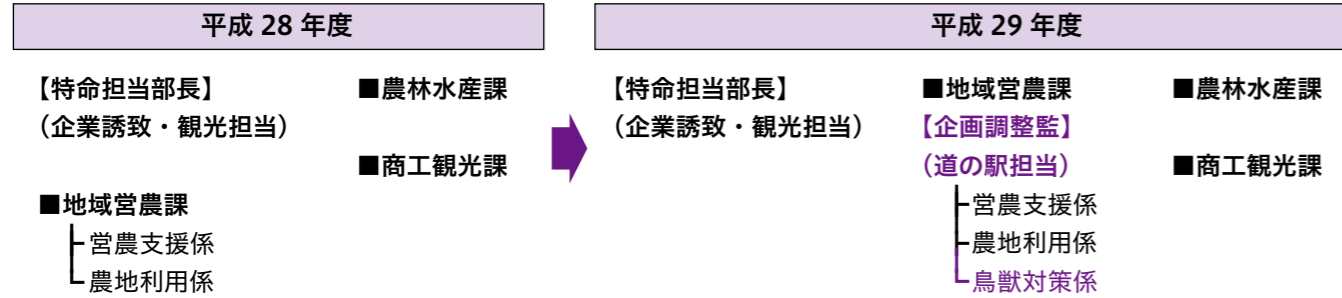 平成 28 年度
【特命担当部長】
（企業誘致・観光担当）
■農林水産課
■商工観光課
■地域営農課
営農支援係
農地利用係
平成 29 年度
【特命担当部長】
（企業誘致・観光担当）
■地域営農課
【企画調整監】
（道の駅担当）
営農支援係
農地利用係
鳥獣対策係
■農林水産課
■商工観光課